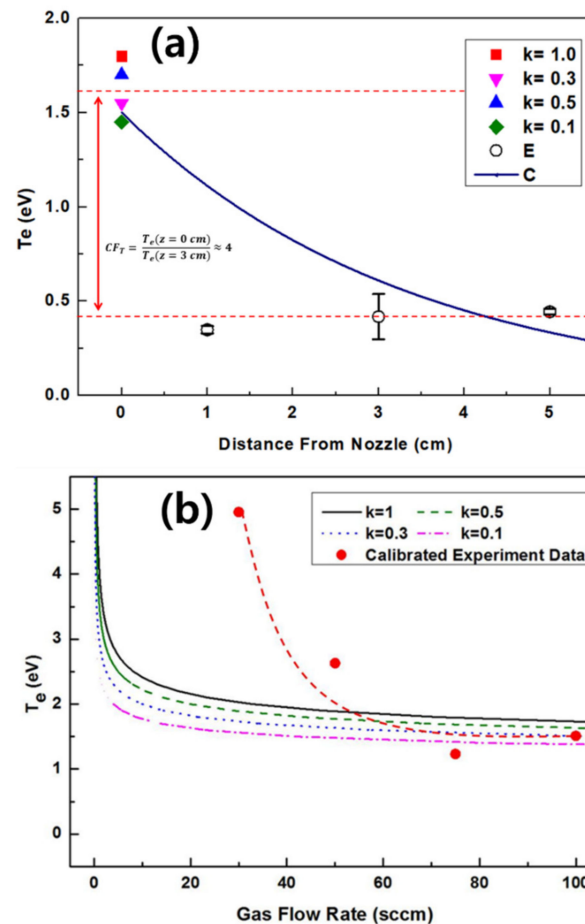 (a)
2.0
1.5
1.0
0.5
0.0
Te (eV)
k= 1.0
k= 0.3
k= 0.5
k= 0.1
E
C
CF_T = T_e(z = 0 cm) / T_e(z = 3 cm) ≈ 4
0 1 2 3 4 5
Distance From Nozzle (cm)
(b)
5
4
3
2
1
0
T_e (eV)
k=1 k=0.5
k=0.3 k=0.1
Calibrated Experiment Data
0 20 40 60 80 100
Gas Flow Rate (sccm)